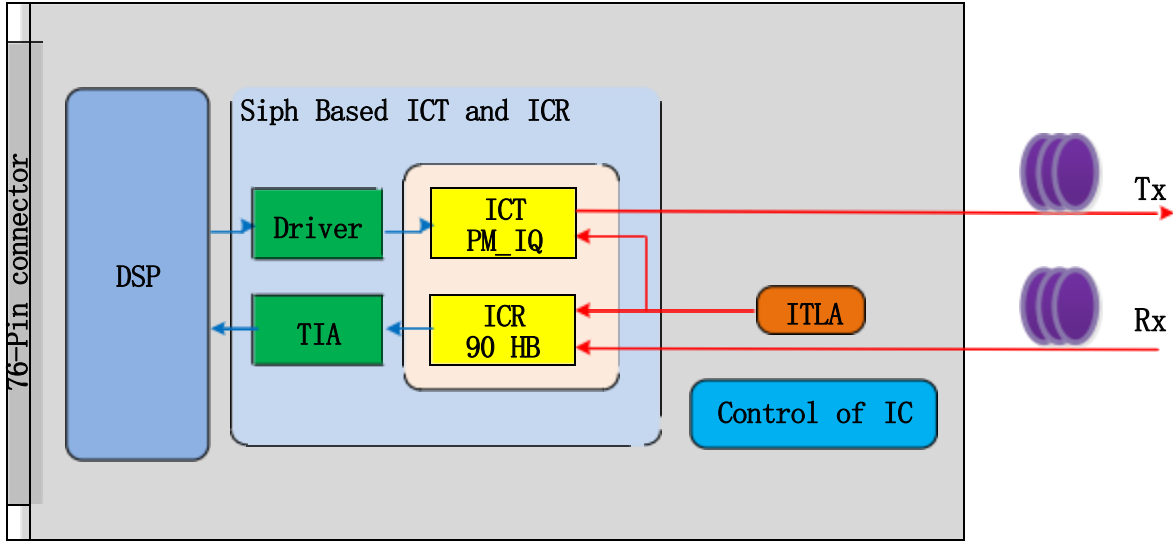 76-Pin connector
DSP
Siph Based ICT and ICR
Driver
TIA
ICT
PM_IQ
ICR
90 HB
ITLA
Control of IC
Tx
Rx